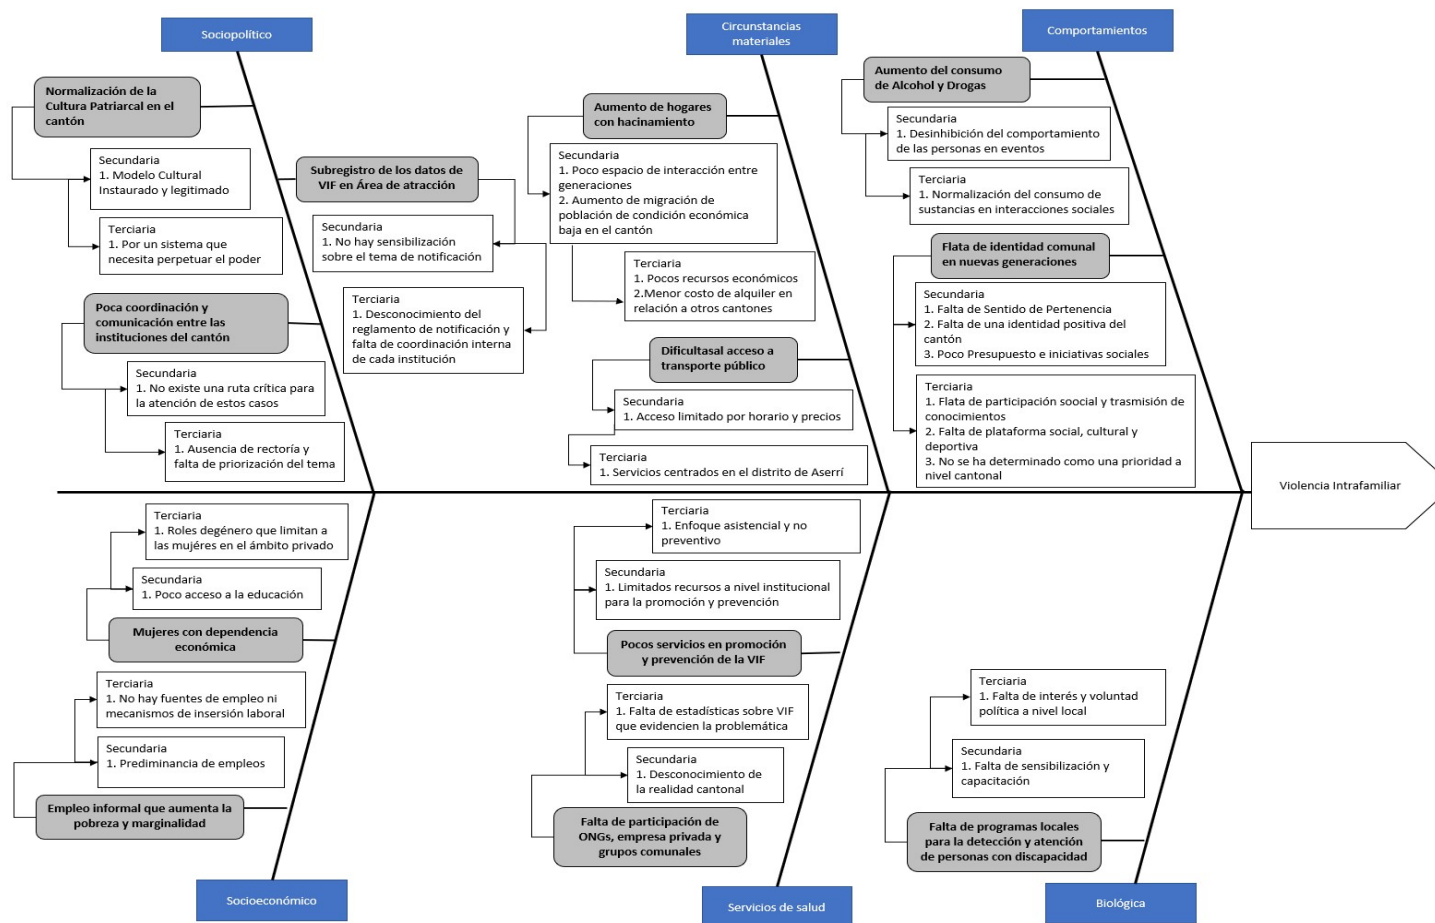 Sociopolítico
Normalización de la
Cultura Patriarcal en el
cantón
Secundaria
1. Modelo Cultural
Instaurado y legitimado
Terciaria
1. Por un sistema que
necesita perpetuar el poder
Subregistro de los datos de
VIF en Área de atracción
Secundaria
1. No hay sensibilización
sobre el tema de notificación
Terciaria
1. Desconocimiento del
reglamento de notificación y
falta de coordinación interna
de cada institución
Poca coordinación y
comunicación entre las
instituciones del cantón
Secundaria
1. No existe una ruta crítica para
la atención de estos casos
Terciaria
1. Ausencia de rectoría y
falta de priorización del tema
Circunstancias
materiales
Aumento de hogares
con hacinamiento
Secundaria
1. Poco espacio de interacción entre
generaciones
2. Aumento de migración de
población de condición económica
baja en el cantón
Terciaria
1. Pocos recursos económicos
2.Menor costo de alquiler en
relación a otros cantones
Dificultasal acceso a
transporte público
Secundaria
1. Acceso limitado por horario y precios
Terciaria
1. Servicios centrados en el distrito de Aserrí
Comportamientos
Aumento del consumo
de Alcohol y Drogas
Secundaria
1. Desinhibición del comportamiento
de las personas en eventos
Terciaria
1. Normalización del consumo de
sustancias en interacciones sociales
Flata de identidad comunal
en nuevas generaciones
Secundaria
1. Falta de Sentido de Pertenencia
2. Falta de una identidad positiva del
cantón
3. Poco Presupuesto e iniciativas sociales
Terciaria
1. Flata de participación soocial y trasmisión de
conocimientos
2. Falta de plataforma social, cultural y
deportiva
3. No se ha determinado como una prioridad a
nivel cantonal
Violencia Intrafamiliar
Terciaria
1. Roles degénero que limitan a
las mujéres en el ámbito privado
Secundaria
1. Poco acceso a la educación
Mujeres con dependencia
económica
Terciaria
1. No hay fuentes de empleo ni
mecanismos de insersión laboral
Secundaria
1. Prediminancia de empleos
Empleo informal que aumenta la
pobreza y marginalidad
Socioeconómico
Terciaria
1. Enfoque asistencial y no
preventivo
Secundaria
1. Limitados recursos a nivel institucional
para la promoción y prevención
Pocos servicios en promoción
y prevención de la VIF
Terciaria
1. Falta de estadísticas sobre VIF
que evidencien la problemática
Secundaria
1. Desconocimiento de
la realidad cantonal
Falta de participación de
ONGs, empresa privada y
grupos comunales
Servicios de salud
Terciaria
1. Falta de interés y voluntad
política a nivel local
Secundaria
1. Falta de sensibilización y
capacitación
Falta de programas locales
para la detección y atención
de personas con discapacidad
Biológica